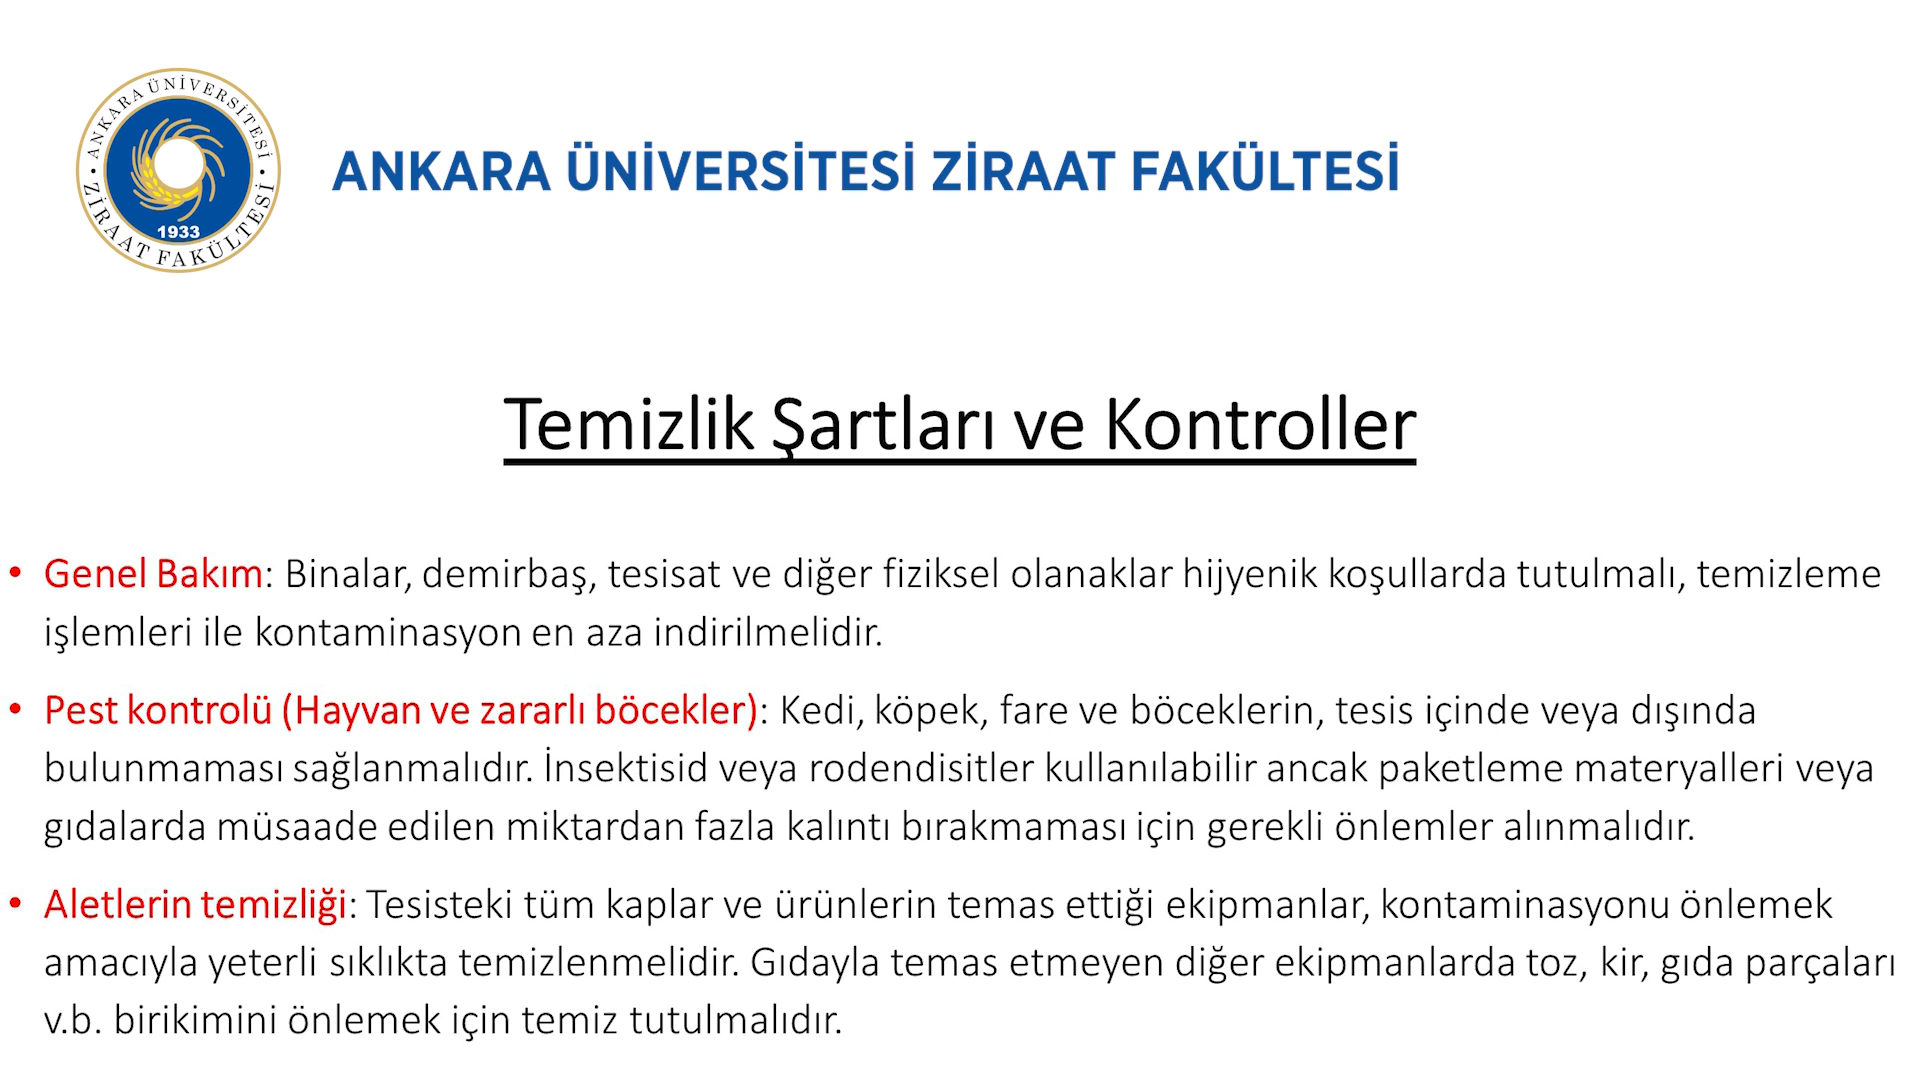 ANKARA ÜNİVERSİTESİ
ZİRAAT FAKÜLTESİ
1933
ANKARA ÜNİVERSİTESİ ZİRAAT FAKÜLTESİ
Temizlik Şartları ve Kontroller
• Genel Bakım: Binalar, demirbaş, tesisat ve diğer fiziksel olanaklar hijyenik koşullarda tutulmalı, temizleme
işlemleri ile kontaminasyon en aza indirilmelidir.
• Pest kontrolü (Hayvan ve zararlı böcekler): Kedi, köpek, fare ve böceklerin, tesis içinde veya dışında
bulunmaması sağlanmalıdır. İnsektisid veya rodendisitler kullanılabilir ancak paketleme materyalleri veya
gıdalarda müsaade edilen miktardan fazla kalıntı bırakmaması için gerekli önlemler alınmalıdır.
• Aletlerin temizliği: Tesisteki tüm kaplar ve ürünlerin temas ettiği ekipmanlar, kontaminasyonu önlemek
amacıyla yeterli sıklıkta temizlenmelidir. Gıdayla temas etmeyen diğer ekipmanlarda toz, kir, gıda parçaları
v.b. birikimini önlemek için temiz tutulmalıdır.